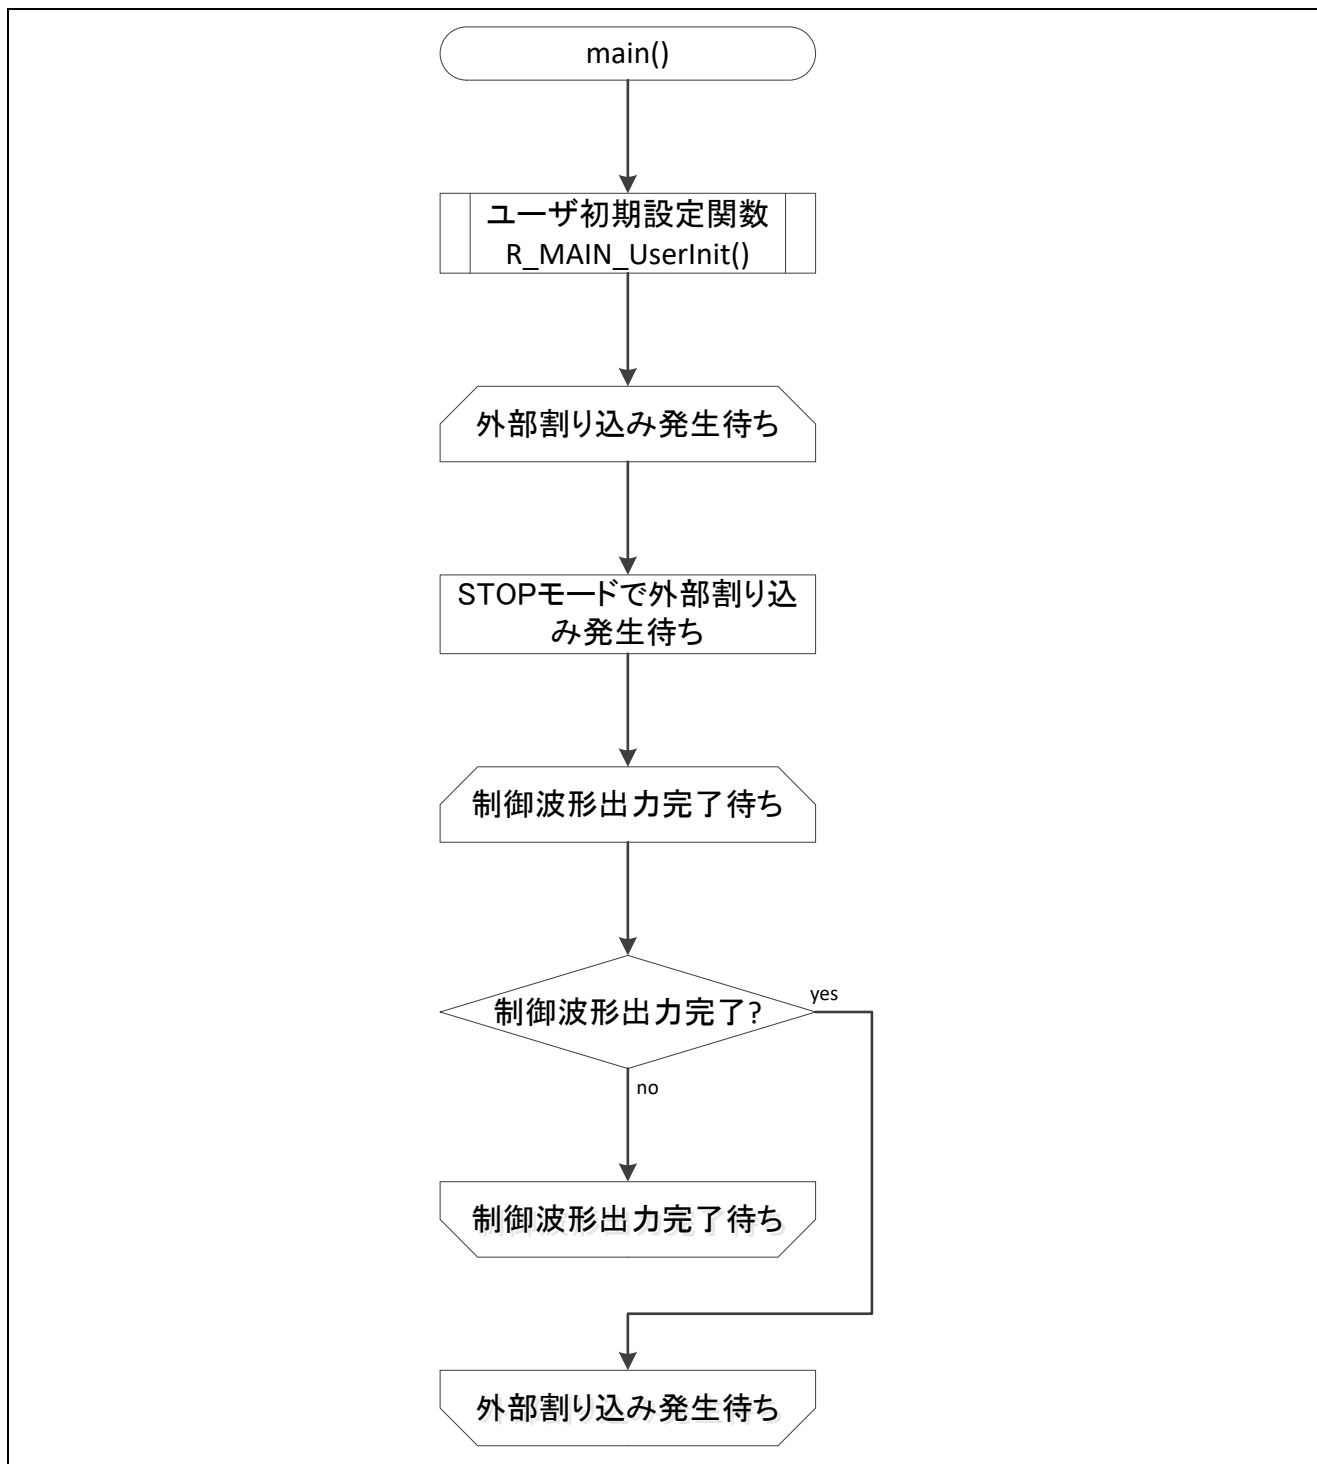 main()
ユーザ初期設定関数
R_MAIN_UserInit()
外部割り込み発生待ち
STOPモードで外部割り込
み発生待ち
制御波形出力完了待ち
制御波形出力完了?
yes
no
制御波形出力完了待ち
外部割り込み発生待ち